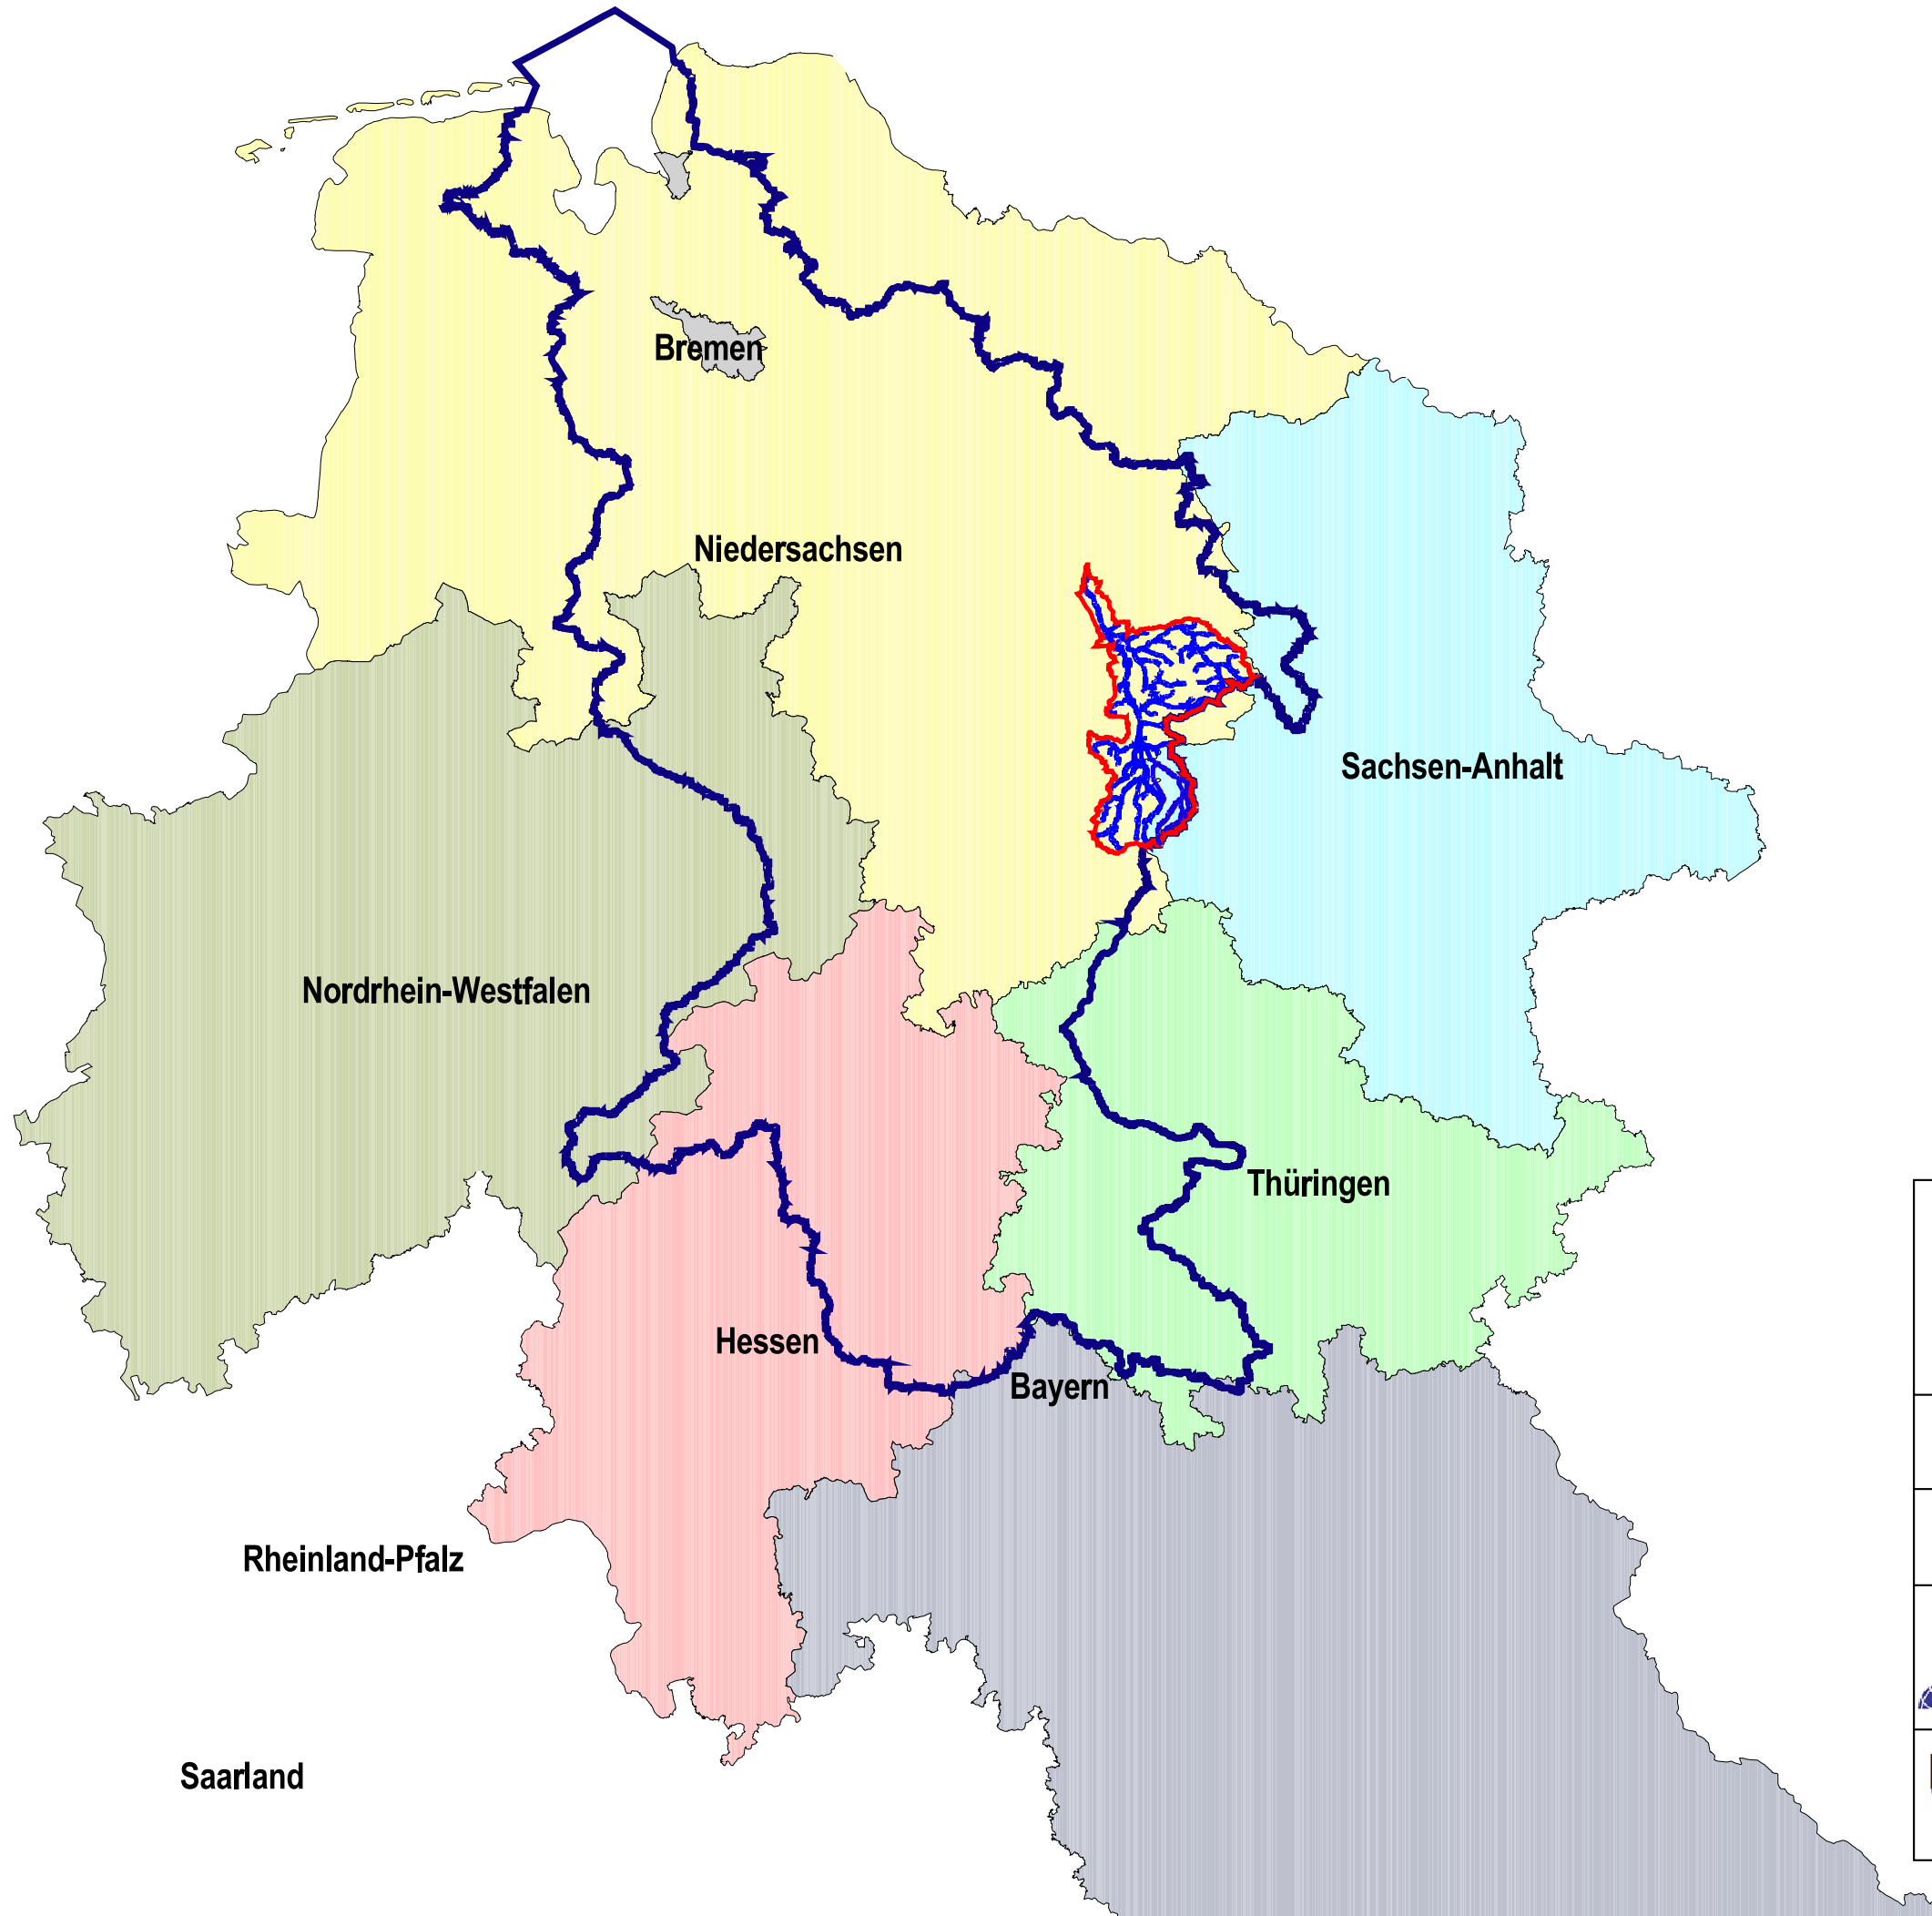 Bremen
Niedersachsen
Sachsen-Anhalt
Nordrhein-Westfalen
Thüringen
Hessen
Bayern
Rheinland-Pfalz
Saarland